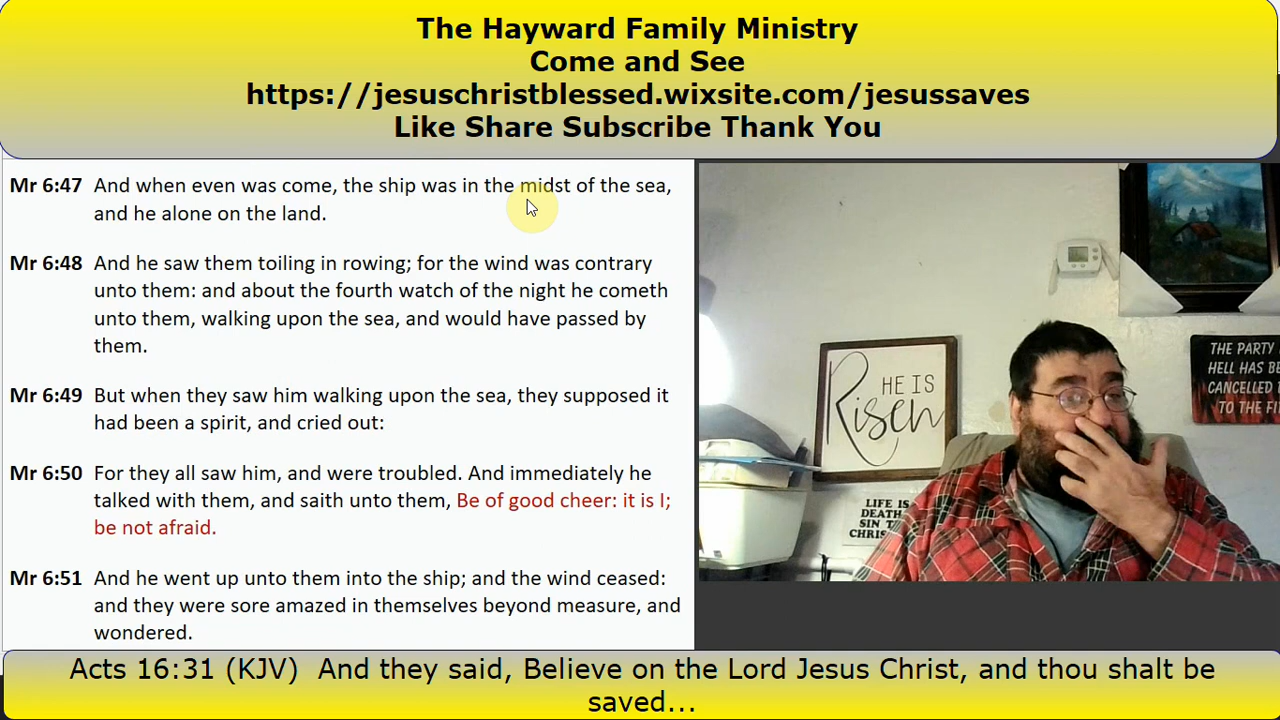 The Hayward Family Ministry
Come and See
https://jesuschristblessed.wixsite.com/jesussaves
Like Share Subscribe Thank You
Mr 6:47 And when even was come, the ship was in the midst of the sea,
and he alone on the land.
Mr 6:48 And he saw them toiling in rowing; for the wind was contrary
unto them: and about the fourth watch of the night he cometh
unto them, walking upon the sea, and would have passed by
them.
Mr 6:49 But when they saw him walking upon the sea, they supposed it
had been a spirit, and cried out:
Mr 6:50 For they all saw him, and were troubled. And immediately he
talked with them, and saith unto them, Be of good cheer: it is I;
be not afraid.
Mr 6:51 And he went up unto them into the ship; and the wind ceased:
and they were sore amazed in themselves beyond measure, and
wondered.
HE IS
Risen
LIFE IS
DEATH
SIN
CHRIS
THE PARTY
HELL HAS BE
CANCELLED
TO THE FI
Acts 16:31 (KJV) And they said, Believe on the Lord Jesus Christ, and thou shalt be
saved...